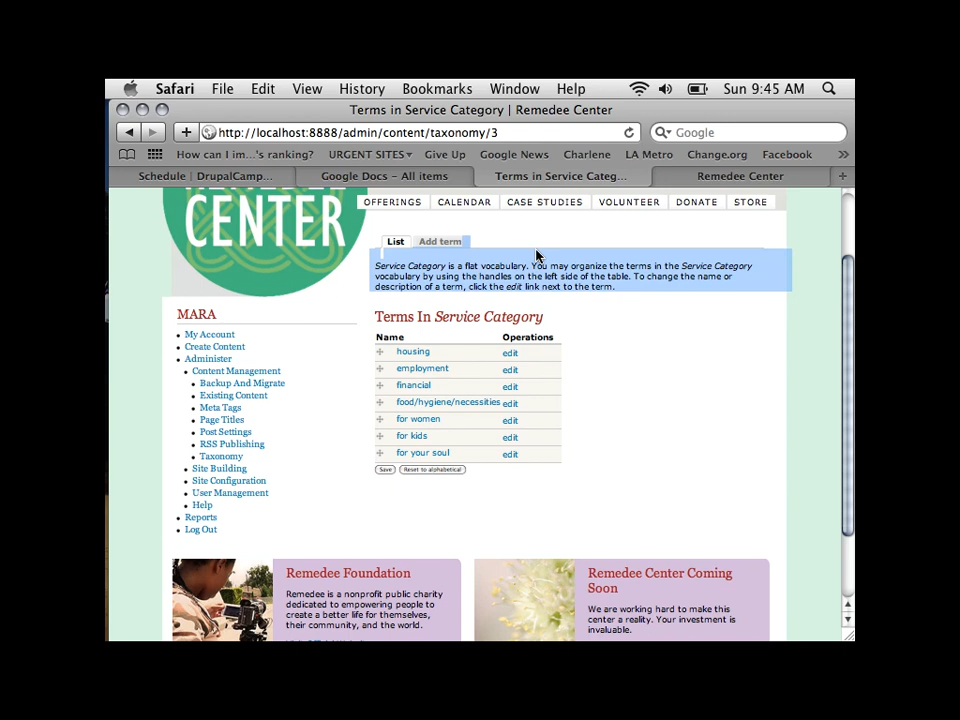 Safari File Edit View History Bookmarks Window Help Sun 9:45 AM
Terms in Service Category | Remedee Center
http://localhost:8888/admin/content/taxonomy/3 Google
How can I im...'s ranking? URGENT SITES Give Up Google News Charlene LA Metro Change.org Facebook
Schedule | DrupalCamp... Google Docs - All items Terms in Service Categ... Remedee Center
OFFERINGS CALENDAR CASE STUDIES VOLUNTEER DONATE STORE
CENTER
List Add term
Service Category is a flat vocabulary. You may organize the terms in the Service Category
vocabulary by using the handles on the left side of the table. To change the name or
description of a term, click the edit link next to the term.
MARA
My Account
Create Content
Administer
Content Management
Backup And Migrate
Existing Content
Meta Tags
Page Titles
Post Settings
RSS Publishing
Taxonomy
Site Building
Site Configuration
User Management
Help
Reports
Log Out
Terms In Service Category
Name Operations
housing edit
employment edit
financial edit
food/hygiene/necessities edit
for women edit
for kids edit
for your soul edit
Save Reset to alphabetical
Remedee Foundation
Remedee is a nonprofit public charity
dedicated to empowering people to
create a better life for themselves,
their community, and the world.
Remedee Center Coming
Soon
We are working hard to make this
center a reality. Your investment is
invaluable.